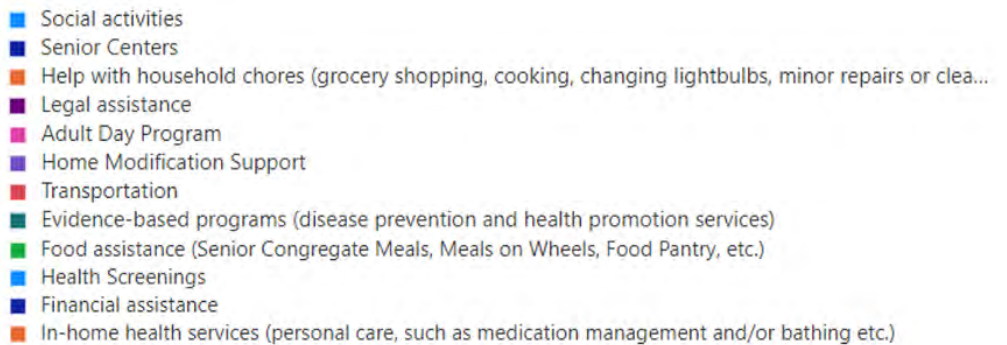 Social activities
Senior Centers
Help with household chores (grocery shopping, cooking, changing lightbulbs, minor repairs or clea...
Legal assistance
Adult Day Program
Home Modification Support
Transportation
Evidence-based programs (disease prevention and health promotion services)
Food assistance (Senior Congregate Meals, Meals on Wheels, Food Pantry, etc.)
Health Screenings
Financial assistance
In-home health services (personal care, such as medication management and/or bathing etc.)